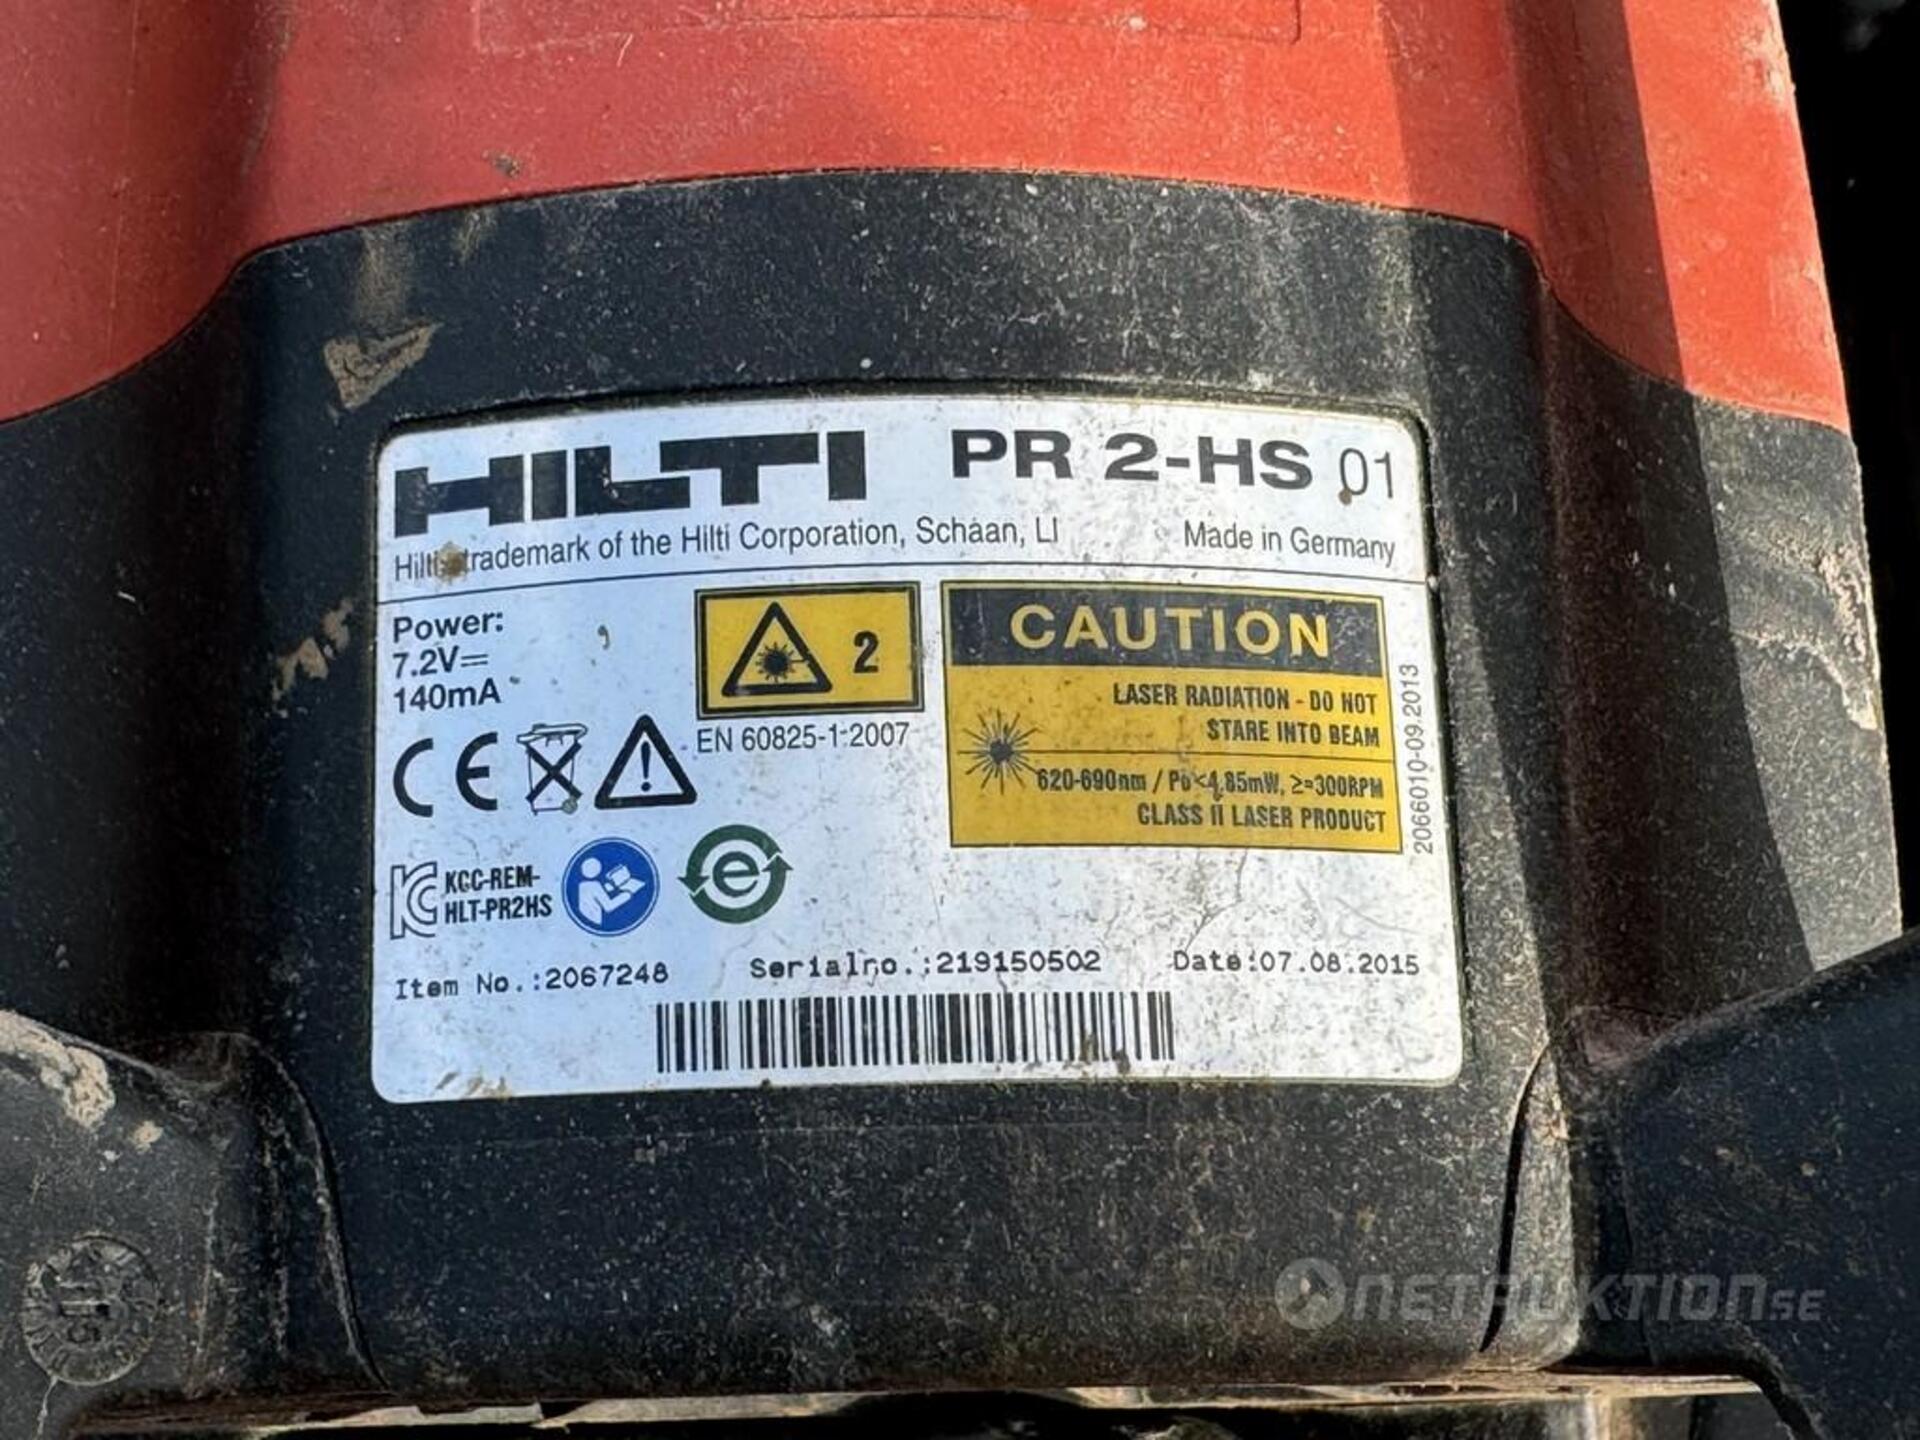 HILTI PR 2-HS 01
Hilti trademark of the Hilti Corporation, Schaan, LI Made in Germany
Power:
7.2V⎓
140mA
2
EN 60825-1:2007
CAUTION
LASER RADIATION - DO NOT
STARE INTO BEAM
620-690nm / Po<4.85mW, ≥=300RPM
CLASS II LASER PRODUCT
2066010-09.2013
CE
KCC-REM-
HLT-PR2HS
e
Item No.:2067248 Serialno.:219150502 Date:07.08.2015
15
NETAUKTION.SE